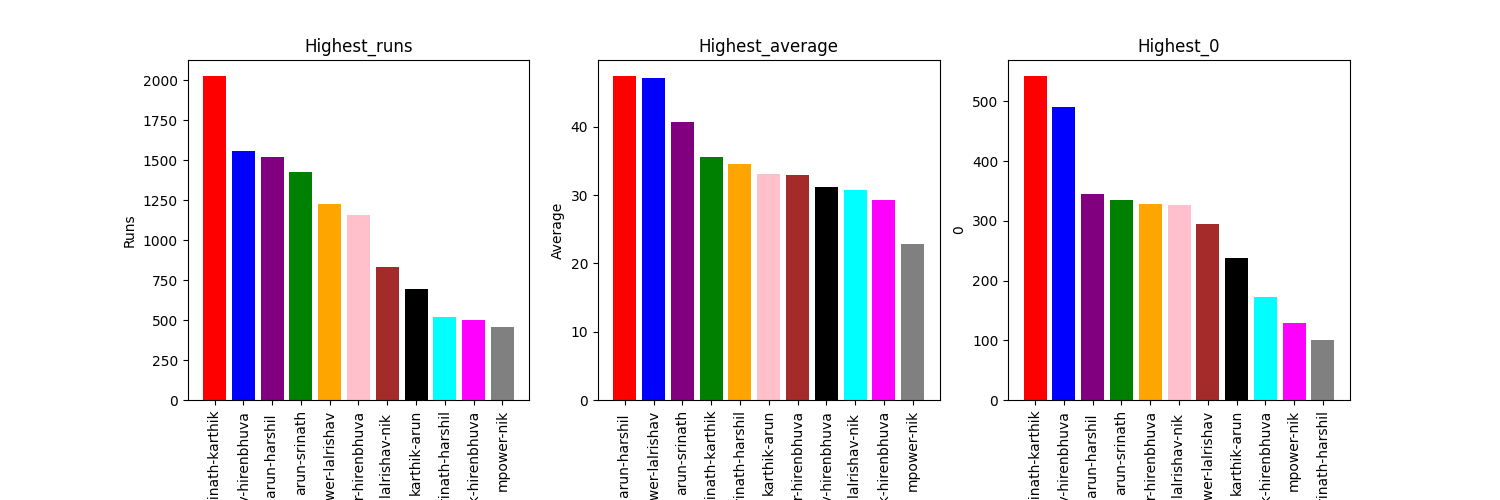 Highest_runs
Runs
2000
1750
1500
1250
1000
750
500
250
0
inath-karthik
y-hirenbhuva
arun-harshil
arun-srinath
wer-lalrishav
r-hirenbhuva
lalrishav-nik
karthik-arun
inath-harshil
k-hirenbhuva
mpower-nik
Highest_average
Average
40
30
20
10
0
arun-harshil
wer-lalrishav
arun-srinath
inath-karthik
inath-harshil
karthik-arun
r-hirenbhuva
y-hirenbhuva
lalrishav-nik
k-hirenbhuva
mpower-nik
Highest_0
0
500
400
300
200
100
0
inath-karthik
y-hirenbhuva
arun-harshil
arun-srinath
r-hirenbhuva
lalrishav-nik
wer-lalrishav
karthik-arun
k-hirenbhuva
mpower-nik
inath-harshil